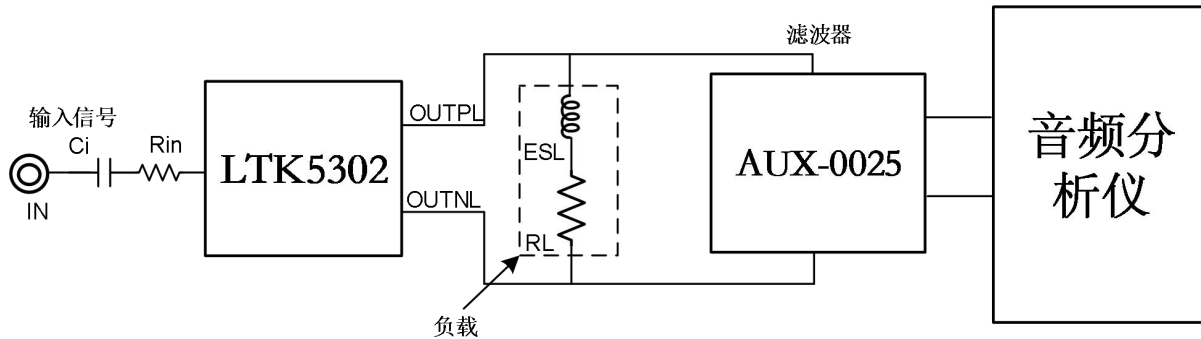 滤波器
输入信号
Ci
Rin
IN
LTK5302
OUTPL
OUTNL
ESL
RL
负载
AUX-0025
音频分
析仪